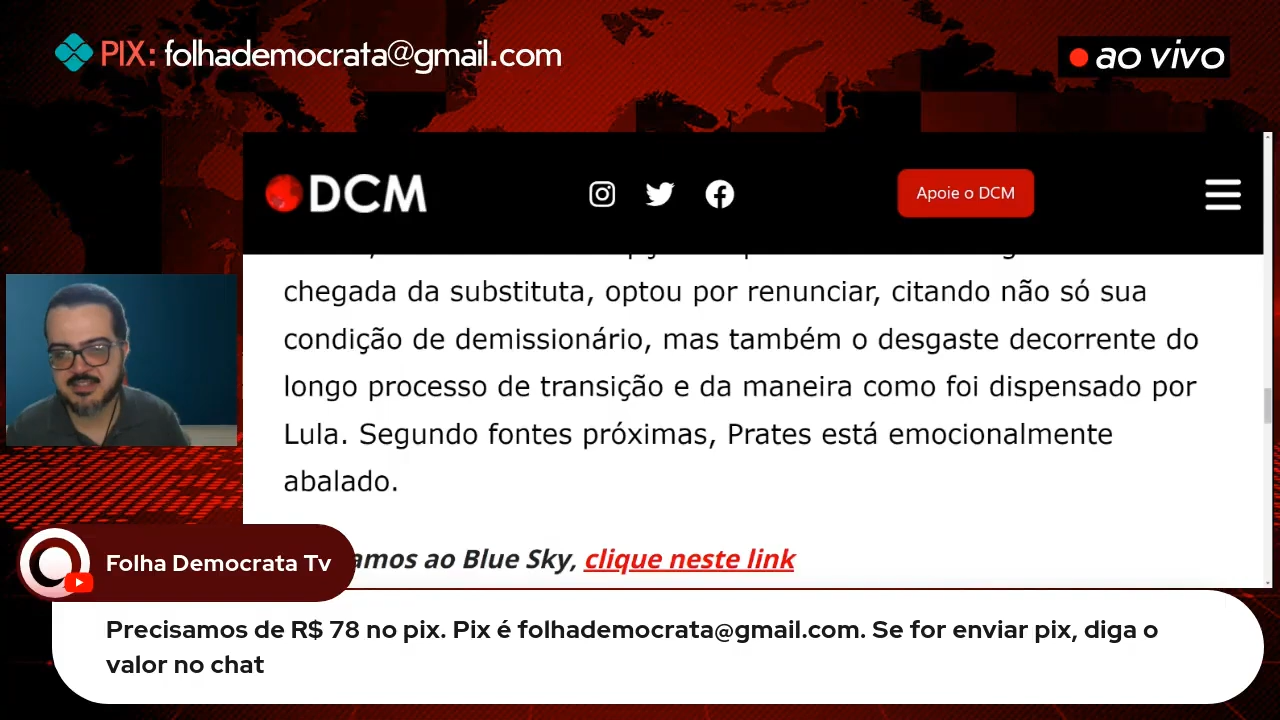 PIX: folhademocrata@gmail.com
ao vivo
DCM
Apoie o DCM
chegada da substituta, optou por renunciar, citando não só sua
condição de demissionário, mas também o desgaste decorrente do
longo processo de transição e da maneira como foi dispensado por
Lula. Segundo fontes próximas, Prates está emocionalmente
abalado.
amos ao Blue Sky, clique neste link
Folha Democrata Tv
Precisamos de R$ 78 no pix. Pix é folhademocrata@gmail.com. Se for enviar pix, diga o
valor no chat